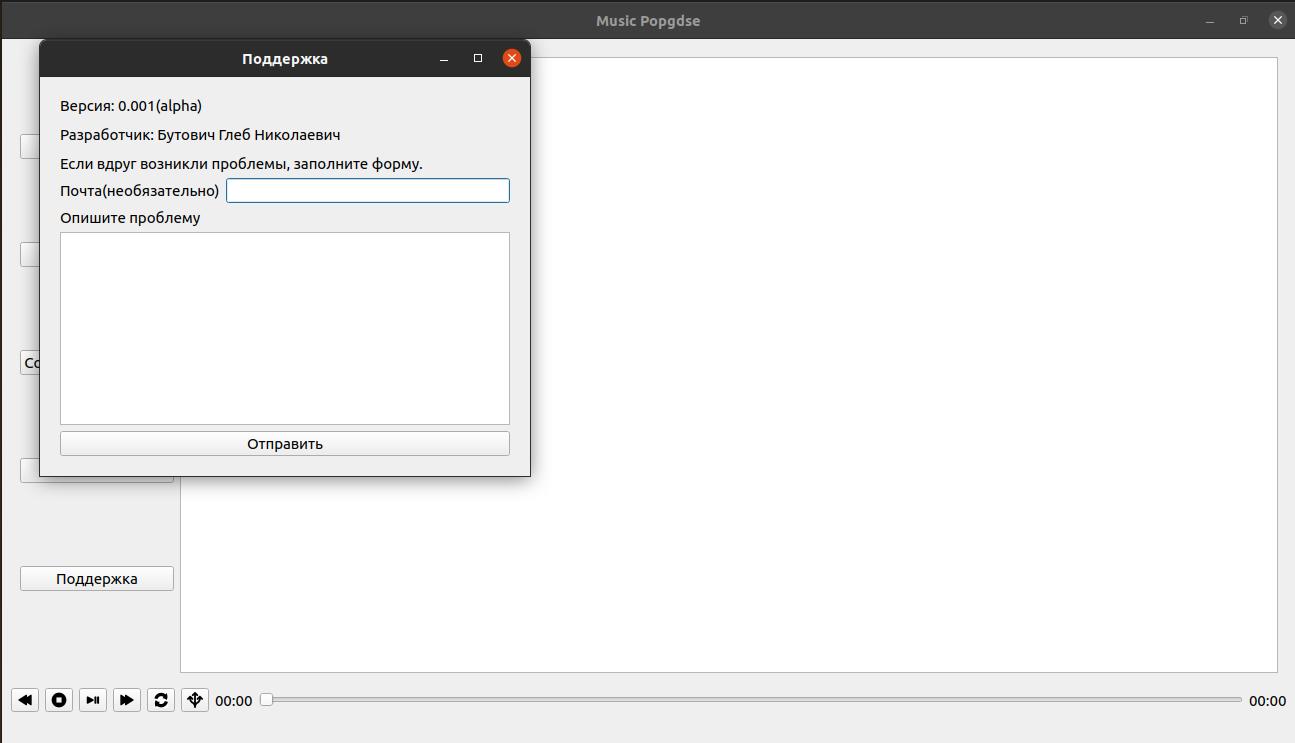 Music Popgdse
Поддержка
Версия: 0.001(alpha)
Разработчик: Бутович Глеб Николаевич
Если вдруг возникли проблемы, заполните форму.
Почта(необязательно)
Опишите проблему
Отправить
Поддержка
00:00
00:00